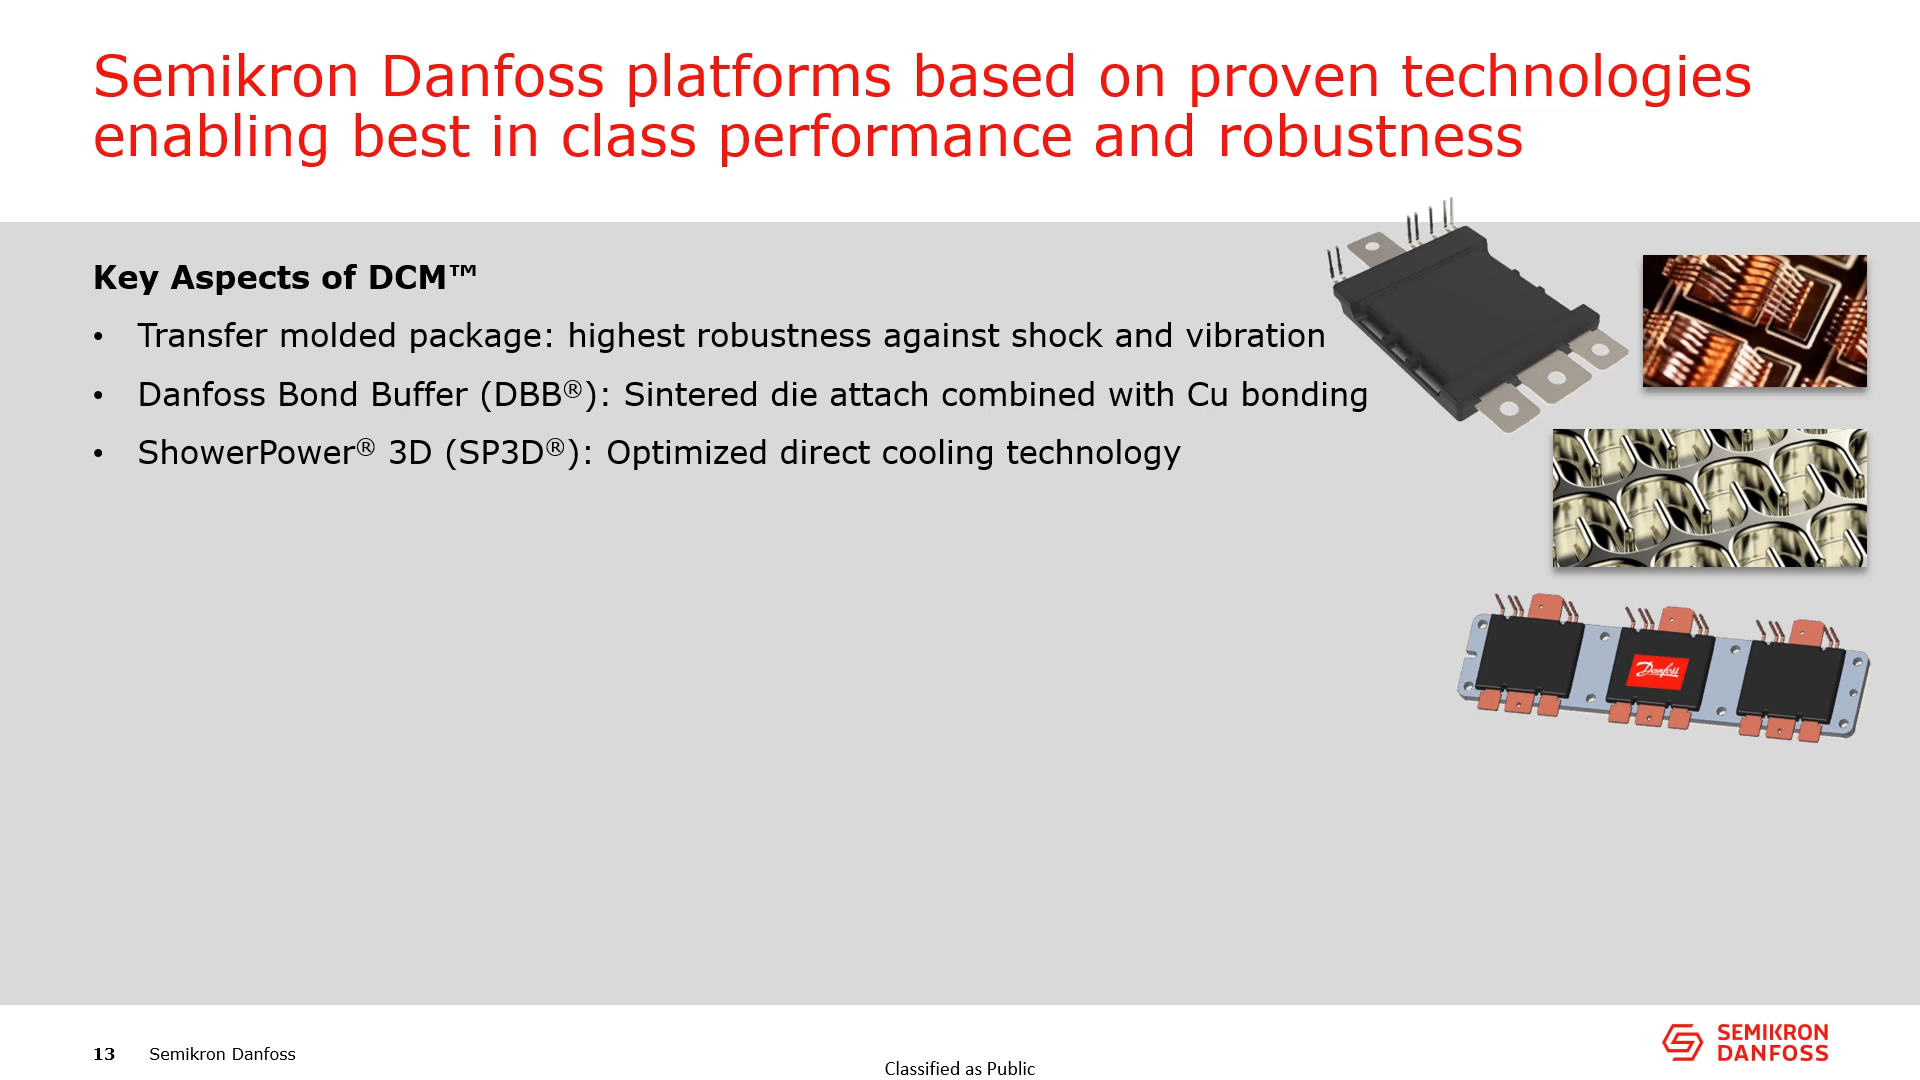 Semikron Danfoss platforms based on proven technologies
enabling best in class performance and robustness
Key Aspects of DCM™
• Transfer molded package: highest robustness against shock and vibration
• Danfoss Bond Buffer (DBB®): Sintered die attach combined with Cu bonding
• ShowerPower® 3D (SP3D®): Optimized direct cooling technology
Danfoss
13 Semikron Danfoss
Classified as Public
SEMIKRON
DANFOSS